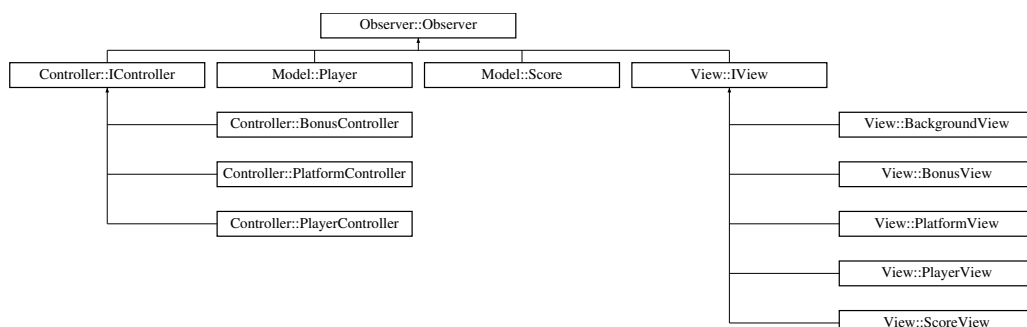 Observer::Observer
Controller::IController
Model::Player
Model::Score
View::IView
Controller::BonusController
View::BackgroundView
Controller::PlatformController
View::BonusView
Controller::PlayerController
View::PlatformView
View::PlayerView
View::ScoreView